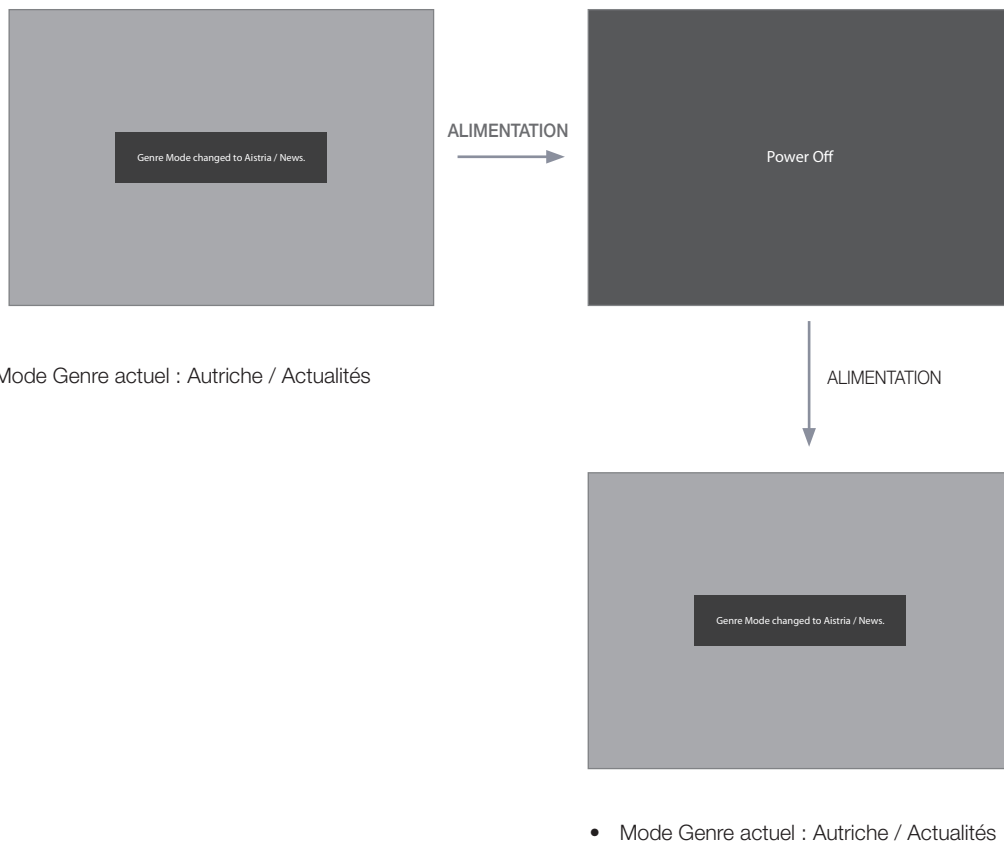 Genre Mode changed to Aistria / News.
ALIMENTATION
Power Off
Mode Genre actuel : Autriche / Actualités
ALIMENTATION
Genre Mode changed to Aistria / News.
• Mode Genre actuel : Autriche / Actualités